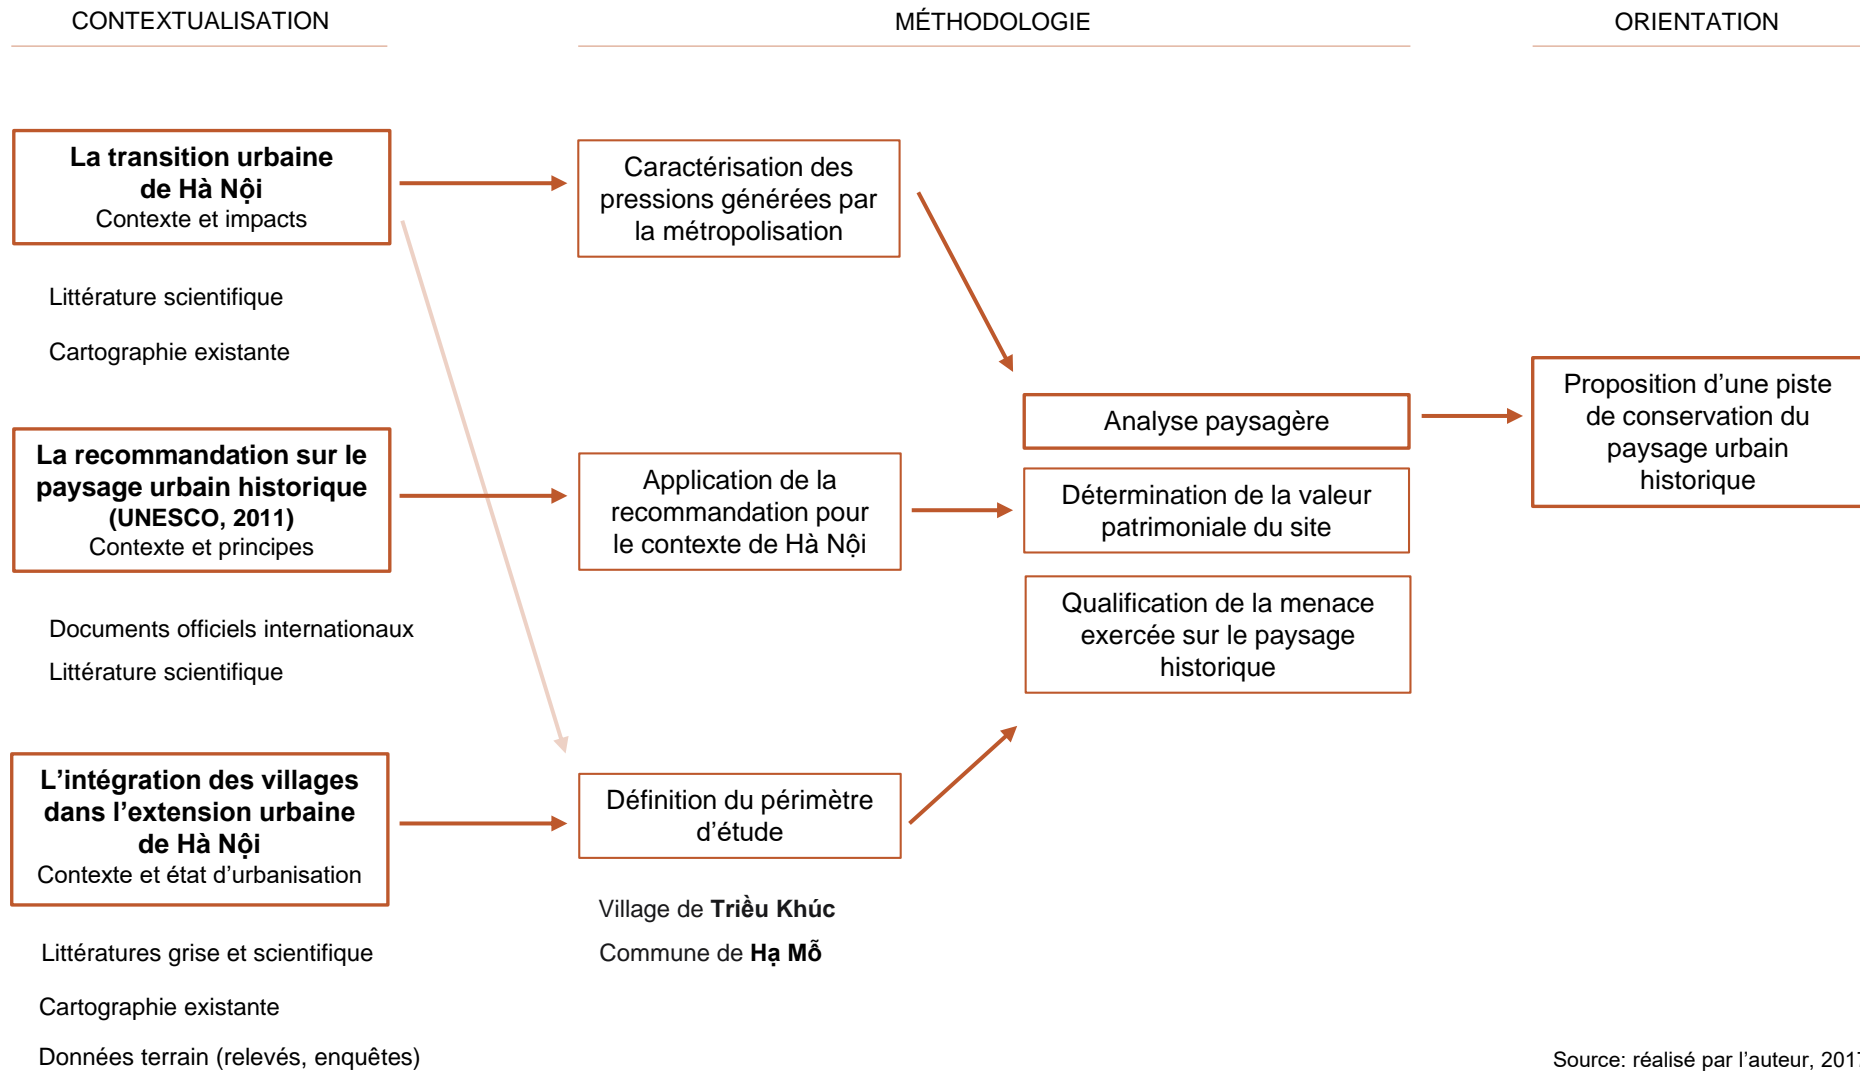 CONTEXTUALISATION
MÉTHODOLOGIE
ORIENTATION
La transition urbaine
de Hà Nội
Contexte et impacts
Littérature scientifique
Cartographie existante
La recommandation sur le
paysage urbain historique
(UNESCO, 2011)
Contexte et principes
Documents officiels internationaux
Littérature scientifique
L’intégration des villages
dans l’extension urbaine
de Hà Nội
Contexte et état d’urbanisation
Littératures grise et scientifique
Cartographie existante
Données terrain (relevés, enquêtes)
Caractérisation des
pressions générées par
la métropolisation
Application de la
recommandation pour
le contexte de Hà Nội
Définition du périmètre
d’étude
Village de Triều Khúc
Commune de Hạ Mỗ
Analyse paysagère
Détermination de la valeur
patrimoniale du site
Qualification de la menace
exercée sur le paysage
historique
Proposition d’une piste
de conservation du
paysage urbain
historique
Source: réalisé par l’auteur, 2017